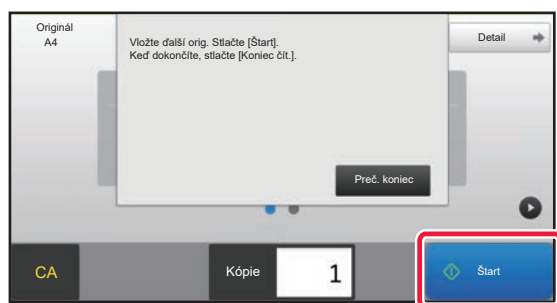 Originál
A4
Vložte ďalší orig. Stlačte [Štart].
Keď dokončíte, stlačte [Koniec čít.].
Detail
Preč. koniec
CA
Kópie
1
Štart